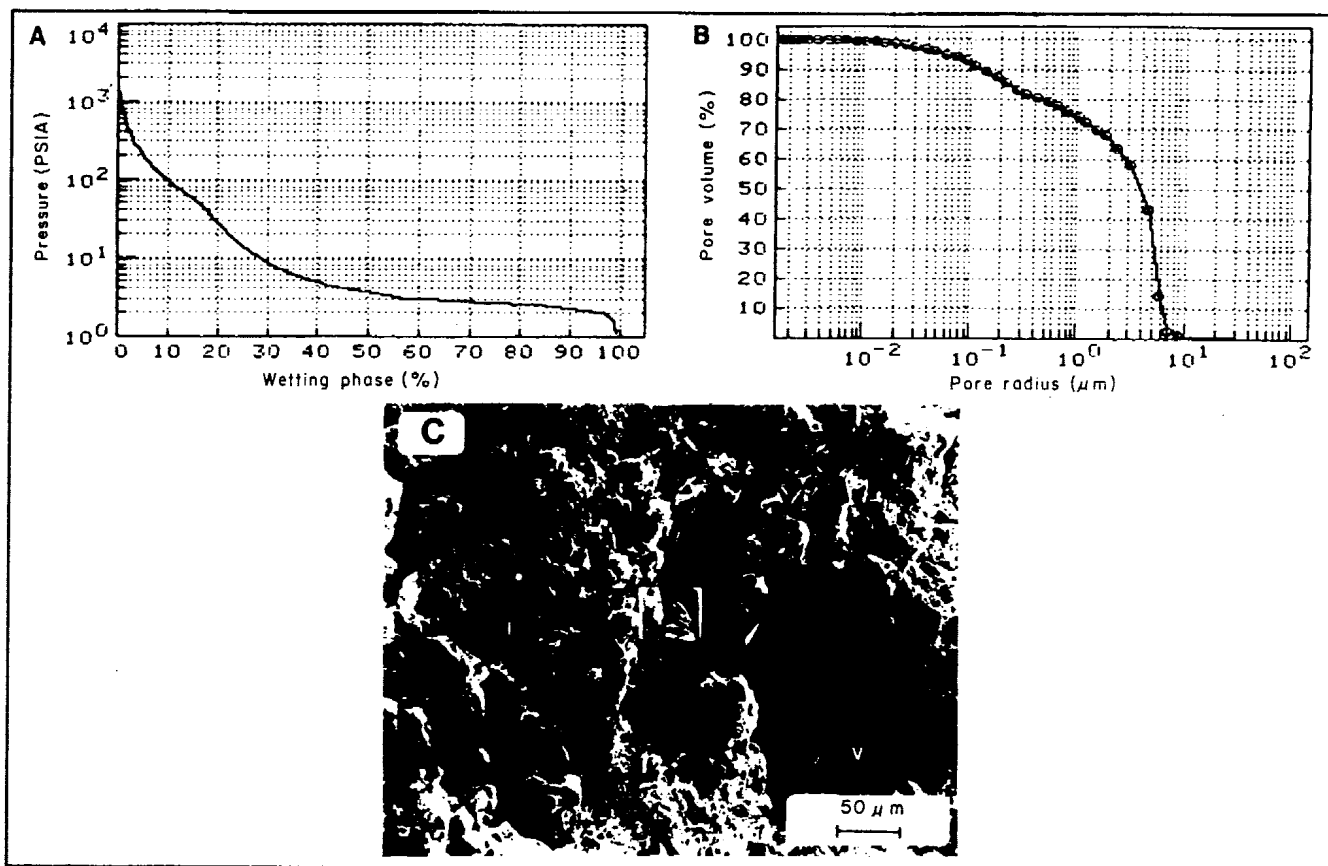 A
10⁴
10³
10²
10¹
10⁰
Pressure (PSIA)
0 10 20 30 40 50 60 70 80 90 100
Wetting phase (%)
B
100
90
80
70
60
50
40
30
20
10
Pore volume (%)
10⁻² 10⁻¹ 10⁰ 10¹ 10²
Pore radius (μm)
C
V
50 μm